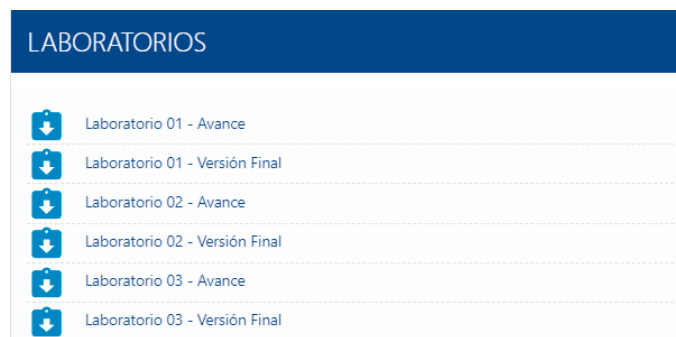 LABORATORIOS
Laboratorio 01 - Avance
Laboratorio 01 - Versión Final
Laboratorio 02 - Avance
Laboratorio 02 - Versión Final
Laboratorio 03 - Avance
Laboratorio 03 - Versión Final